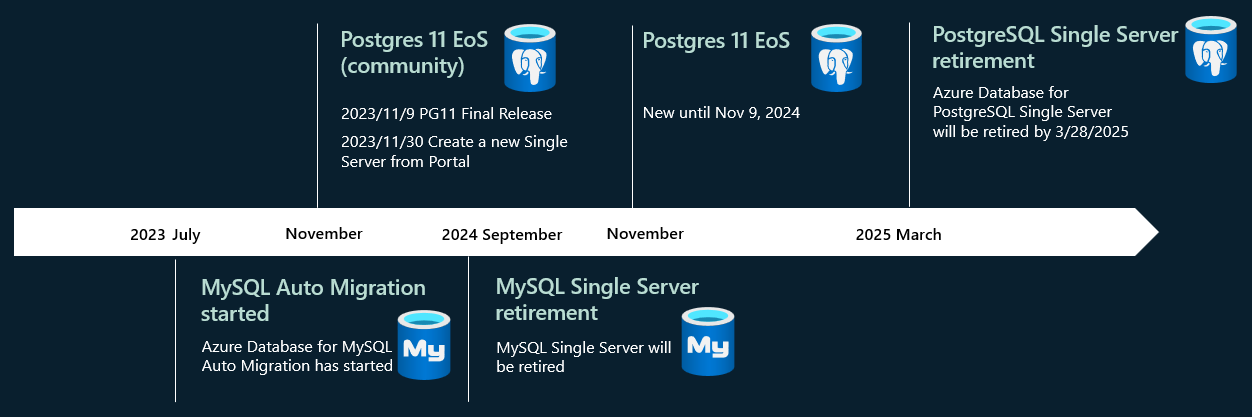 Postgres 11 EoS
(community)
2023/11/9 PG11 Final Release
2023/11/30 Create a new Single
Server from Portal
Postgres 11 EoS
New until Nov 9, 2024
PostgreSQL Single Server
retirement
Azure Database for
PostgreSQL Single Server
will be retired by 3/28/2025
2023 July
November
2024 September
November
2025 March
MySQL Auto Migration
started
Azure Database for MySQL
Auto Migration has started
My
MySQL Single Server
retirement
MySQL Single Server will
be retired
My